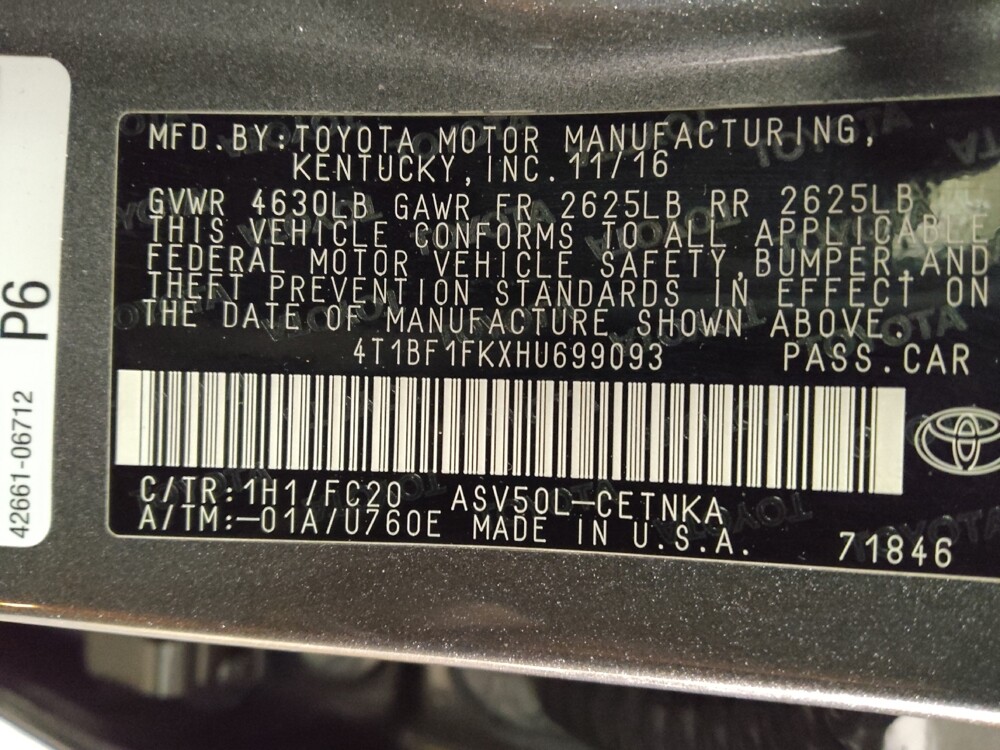 MFD.BY:TOYOTA MOTOR MANUFACTURING,
KENTUCKY, INC. 11/16
GVWR 4630LB GAWR FR 2625LB RR 2625LB
THIS VEHICLE CONFORMS TO ALL APPLICABLE
FEDERAL MOTOR VEHICLE SAFETY,BUMPER,AND
THEFT PREVENTION STANDARDS IN EFFECT ON
THE DATE OF MANUFACTURE SHOWN ABOVE.
4T1BF1FKXHU699093 PASS.CAR
C/TR:1H1/FC20 ASV50L-CETNKA
A/TM:-01A/U760E MADE IN U.S.A. 71846
P6
42661-06712